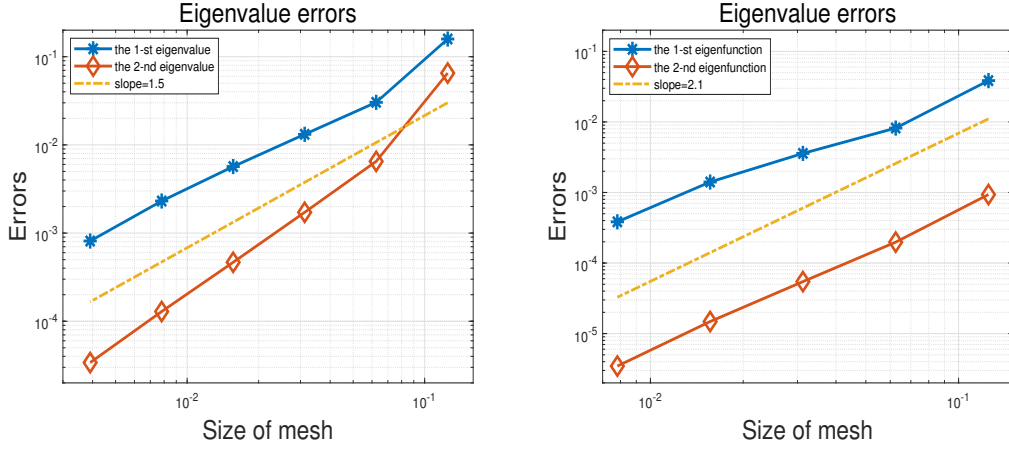 Eigenvalue errors
the 1-st eigenvalue
the 2-nd eigenvalue
slope=1.5
10^-1
10^-2
10^-3
10^-4
Errors
10^-2
10^-1
Size of mesh
Eigenvalue errors
the 1-st eigenfunction
the 2-nd eigenfunction
slope=2.1
10^-1
10^-2
10^-3
10^-4
10^-5
Errors
10^-2
10^-1
Size of mesh